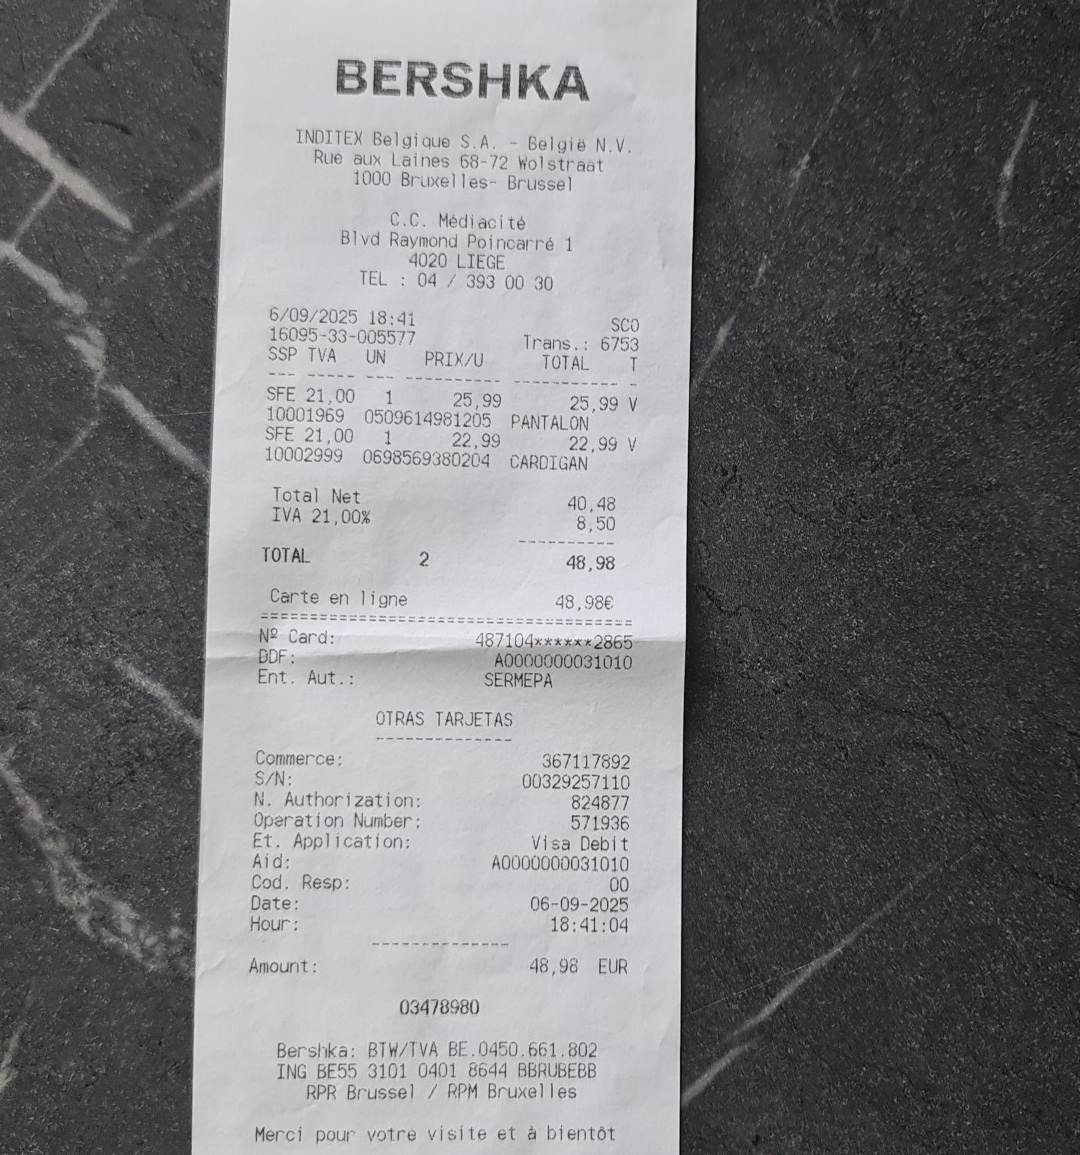 BERSHKA
INDITEX Belgique S.A. - België N.V.
Rue aux Laines 68-72 Wolstraat
1000 Bruxelles- Brussel
C.C. Médiacité
Blvd Raymond Poincarré 1
4020 LIEGE
TEL : 04 / 393 00 30
6/09/2025 18:41 SCO
16095-33-005577 Trans.: 6753
SSP TVA UN PRIX/U TOTAL T
--- ----- --- ---------- ----------- -
SFE 21,00 1 25,99 25,99 V
10001969 0509614981205 PANTALON
SFE 21,00 1 22,99 22,99 V
10002999 0698569380204 CARDIGAN
Total Net 40,48
IVA 21,00% 8,50
----------
TOTAL 2 48,98
Carte en ligne 48,98€
======================================
Nº Card: 487104******2865
DDF: A0000000031010
Ent. Aut.: SERMEPA
OTRAS TARJETAS
--------------
Commerce: 367117892
S/N: 00329257110
N. Authorization: 824877
Operation Number: 571936
Et. Application: Visa Debit
Aid: A0000000031010
Cod. Resp: 00
Date: 06-09-2025
Hour: 18:41:04
--------------
Amount: 48,98 EUR
03478980
Bershka: BTW/TVA BE.0450.661.802
ING BE55 3101 0401 8644 BBRUBEBB
RPR Brussel / RPM Bruxelles
Merci pour votre visite et à bientôt